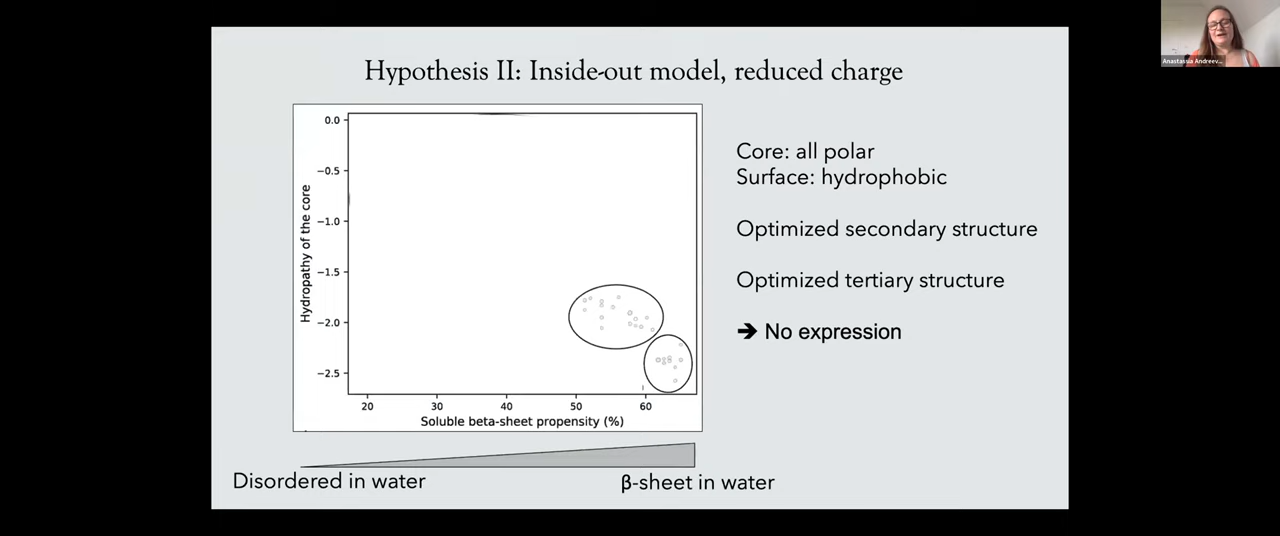 Hypothesis II: Inside-out model, reduced charge
Anastassia Andreev...
0.0
−0.5
−1.0
−1.5
−2.0
−2.5
Hydropathy of the core
20 30 40 50 60
Soluble beta-sheet propensity (%)
Disordered in water
β-sheet in water
Core: all polar
Surface: hydrophobic
Optimized secondary structure
Optimized tertiary structure
➔ No expression